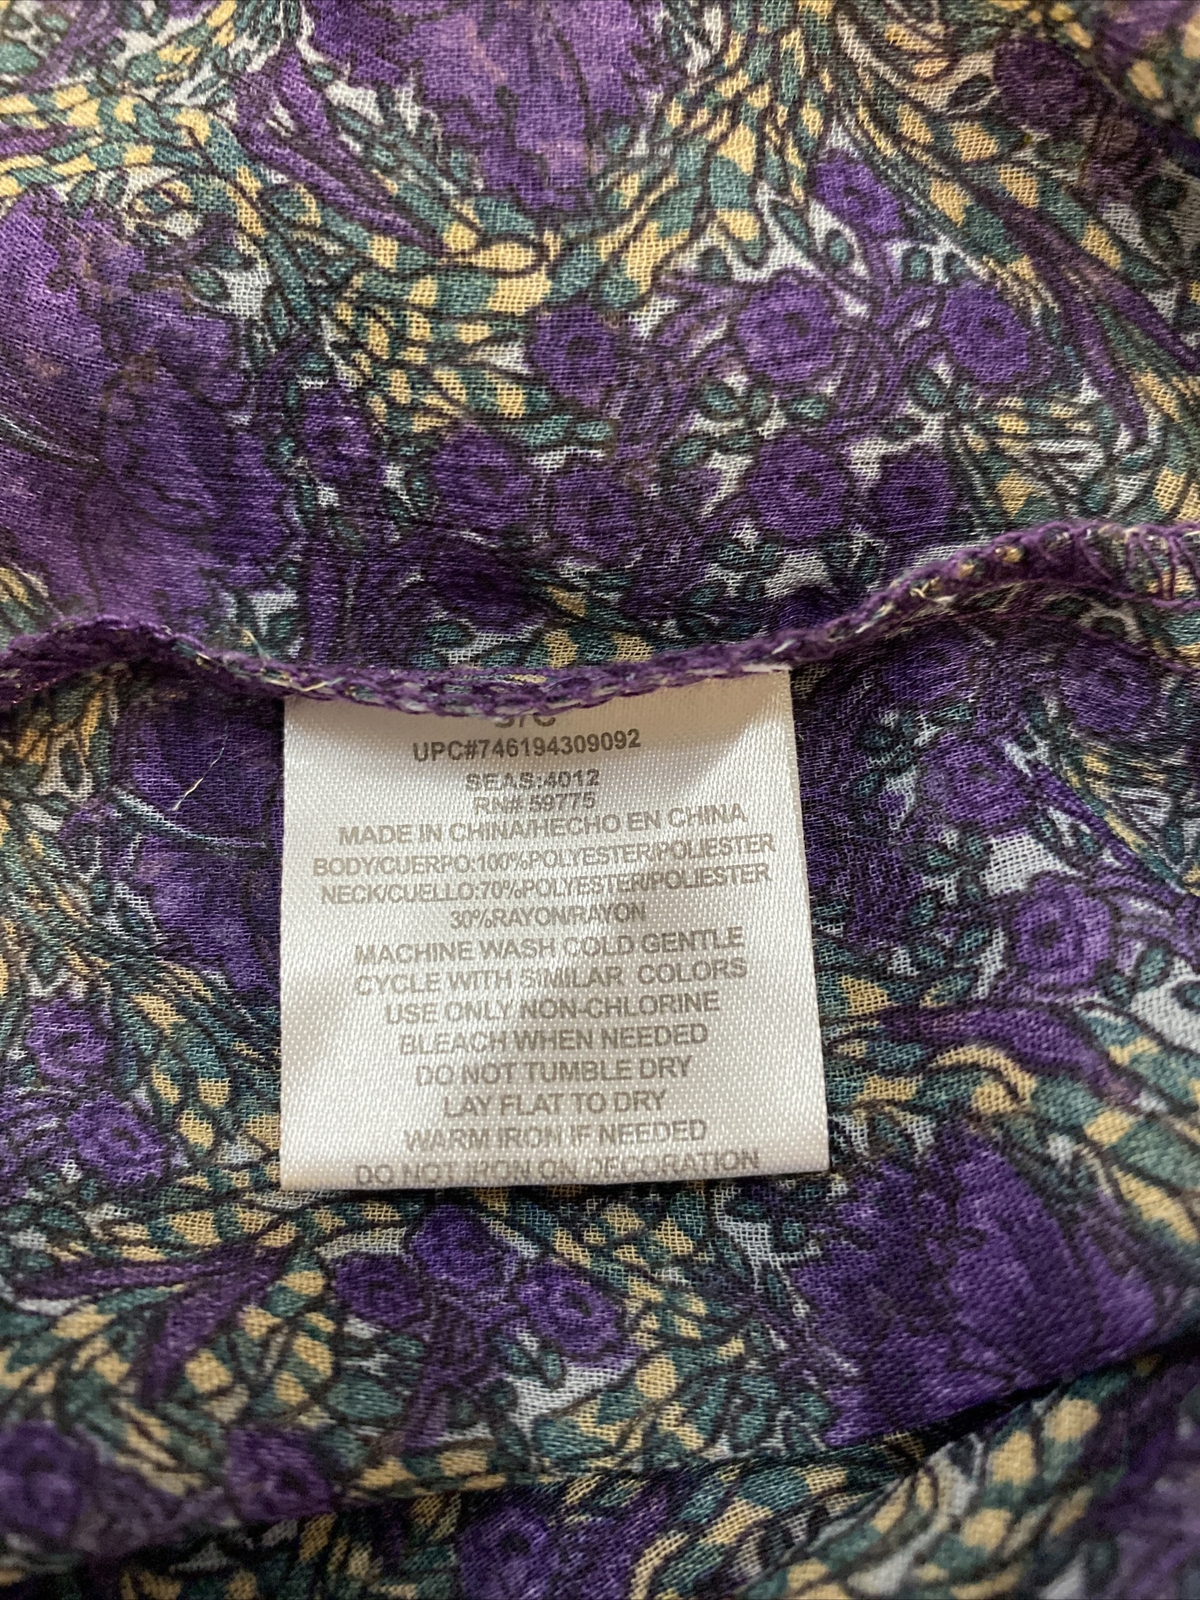 S/C
UPC#746194309092
SEAS:4012
RN# 59775
MADE IN CHINA/HECHO EN CHINA
BODY/CUERPO:100%POLYESTER/POLIESTER
NECK/CUELLO:70%POLYESTER/POLIESTER
30%RAYON/RAYON
MACHINE WASH COLD GENTLE
CYCLE WITH SIMILAR COLORS
USE ONLY NON-CHLORINE
BLEACH WHEN NEEDED
DO NOT TUMBLE DRY
LAY FLAT TO DRY
WARM IRON IF NEEDED
DO NOT IRON ON DECORATION